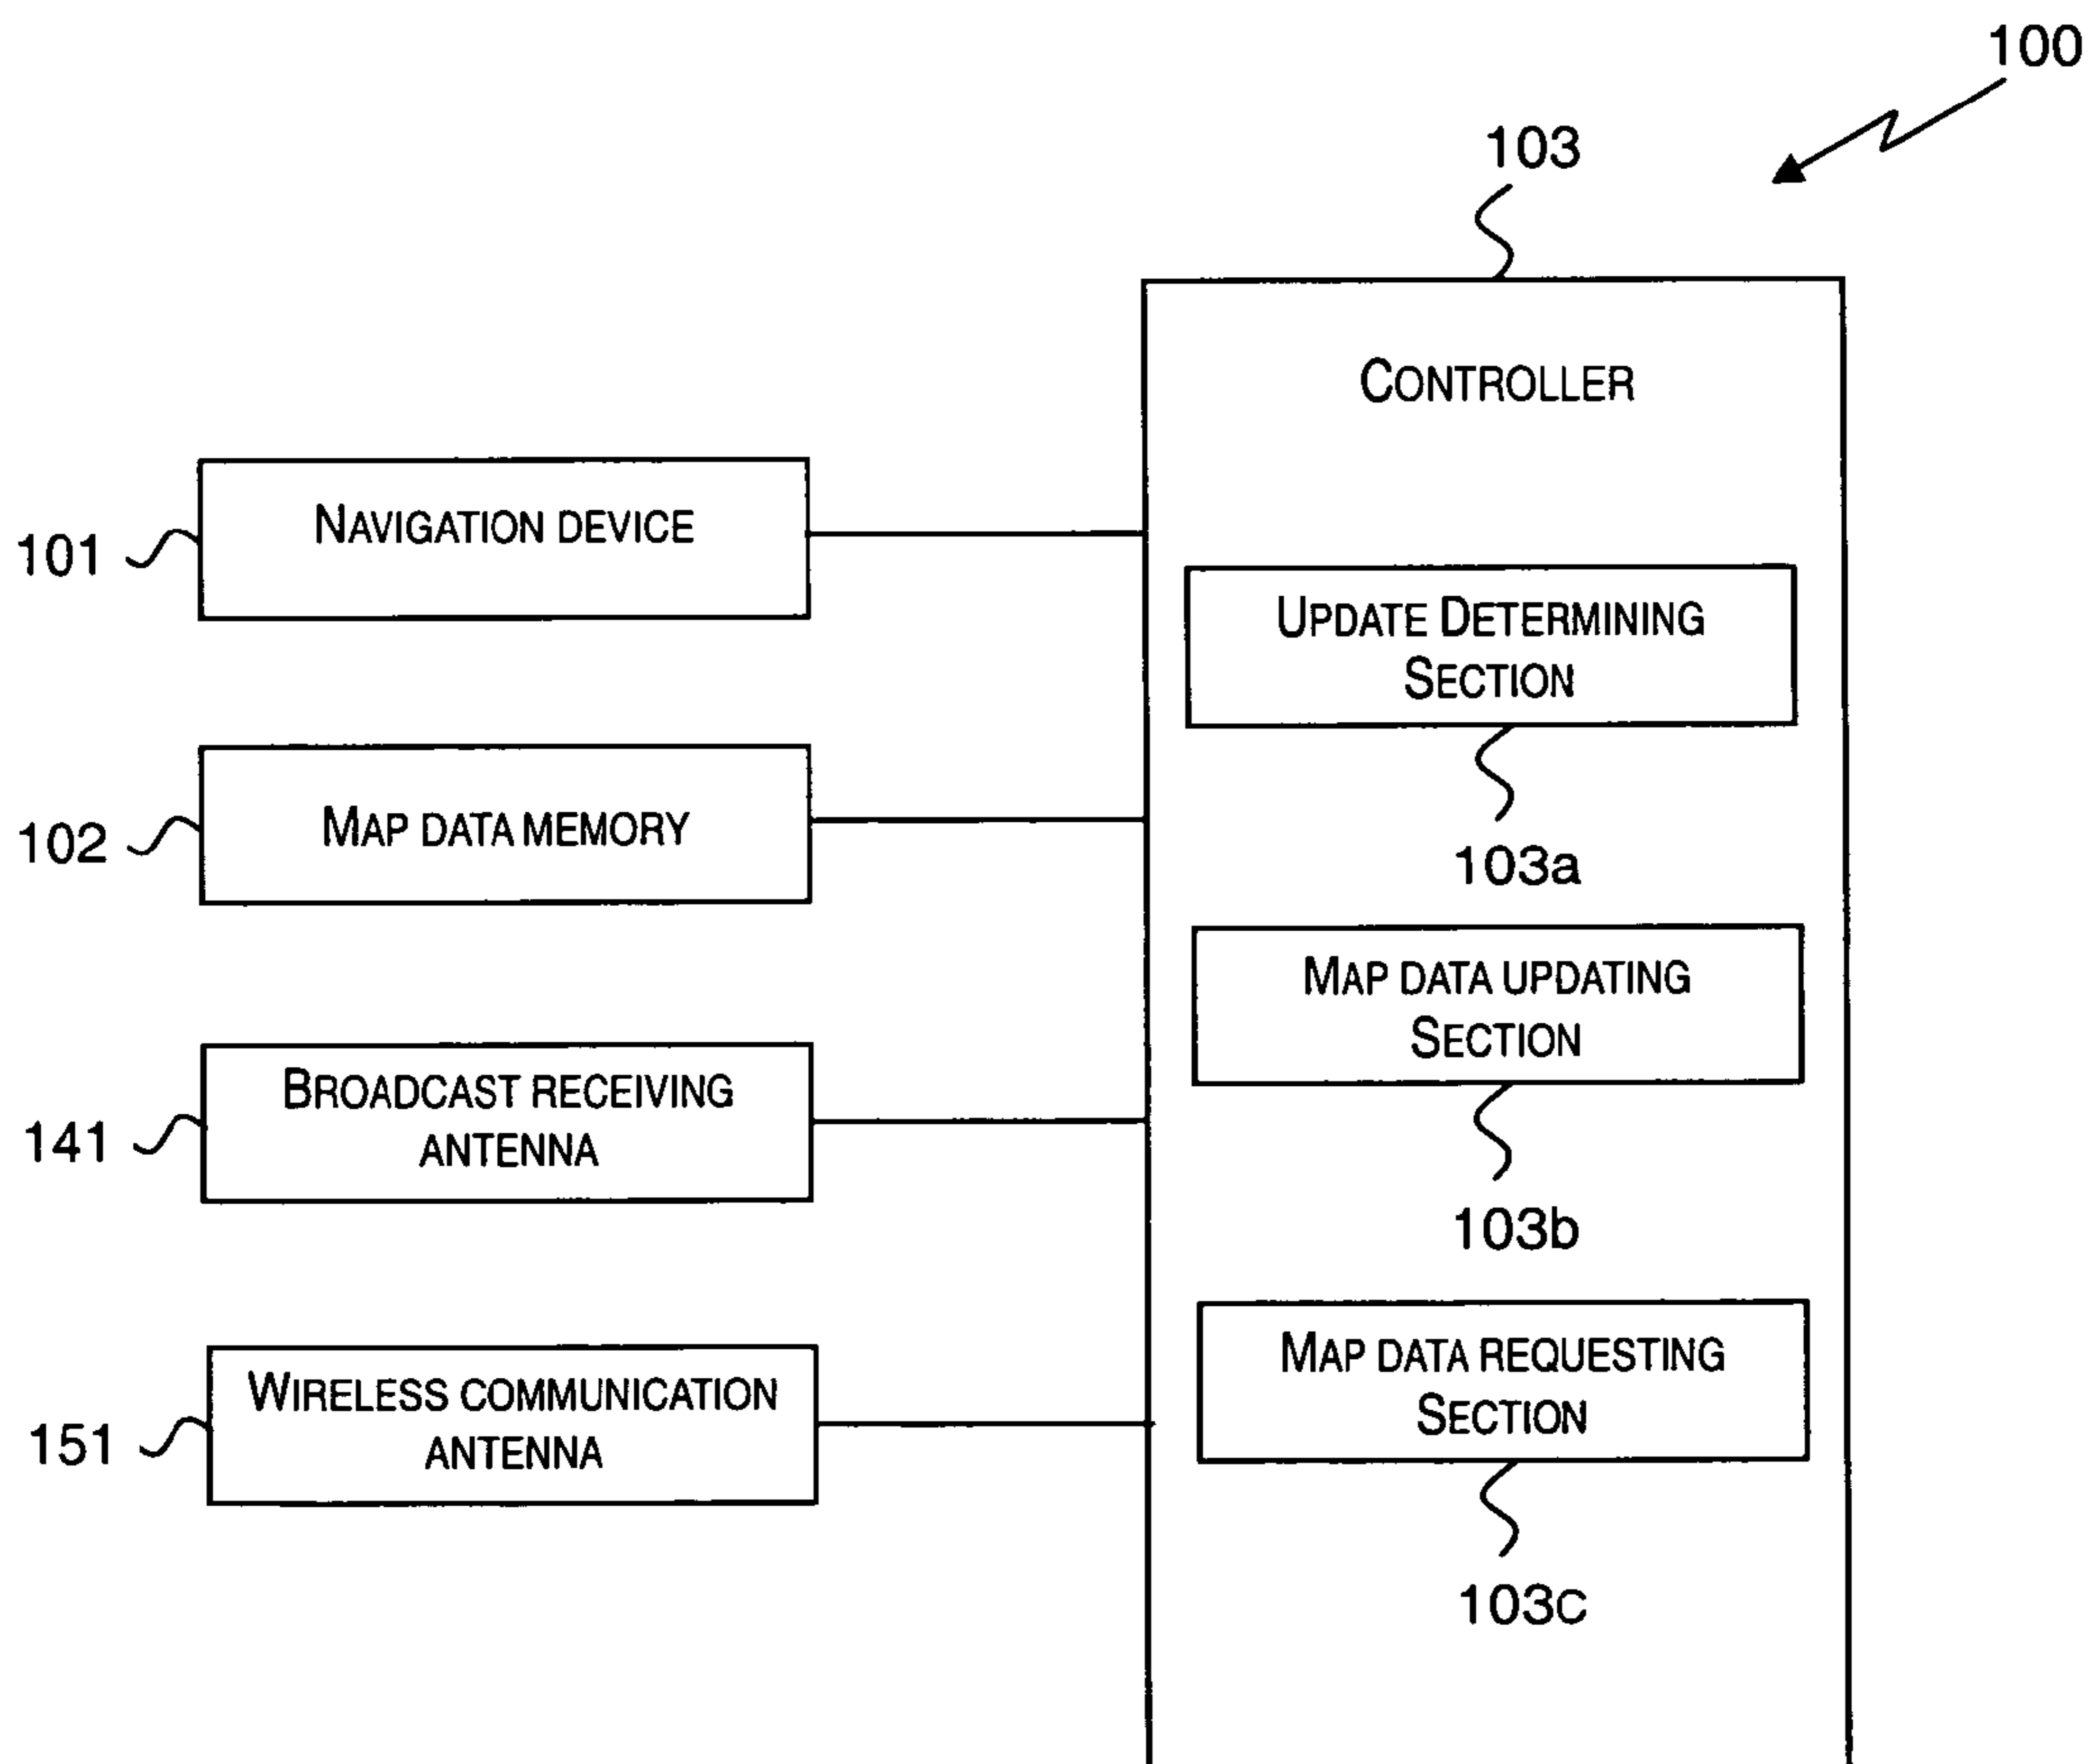 100
103
CONTROLLER
NAVIGATION DEVICE
101
UPDATE DETERMINING
SECTION
103a
MAP DATA MEMORY
102
MAP DATA UPDATING
SECTION
103b
BROADCAST RECEIVING
ANTENNA
141
MAP DATA REQUESTING
SECTION
103c
WIRELESS COMMUNICATION
ANTENNA
151